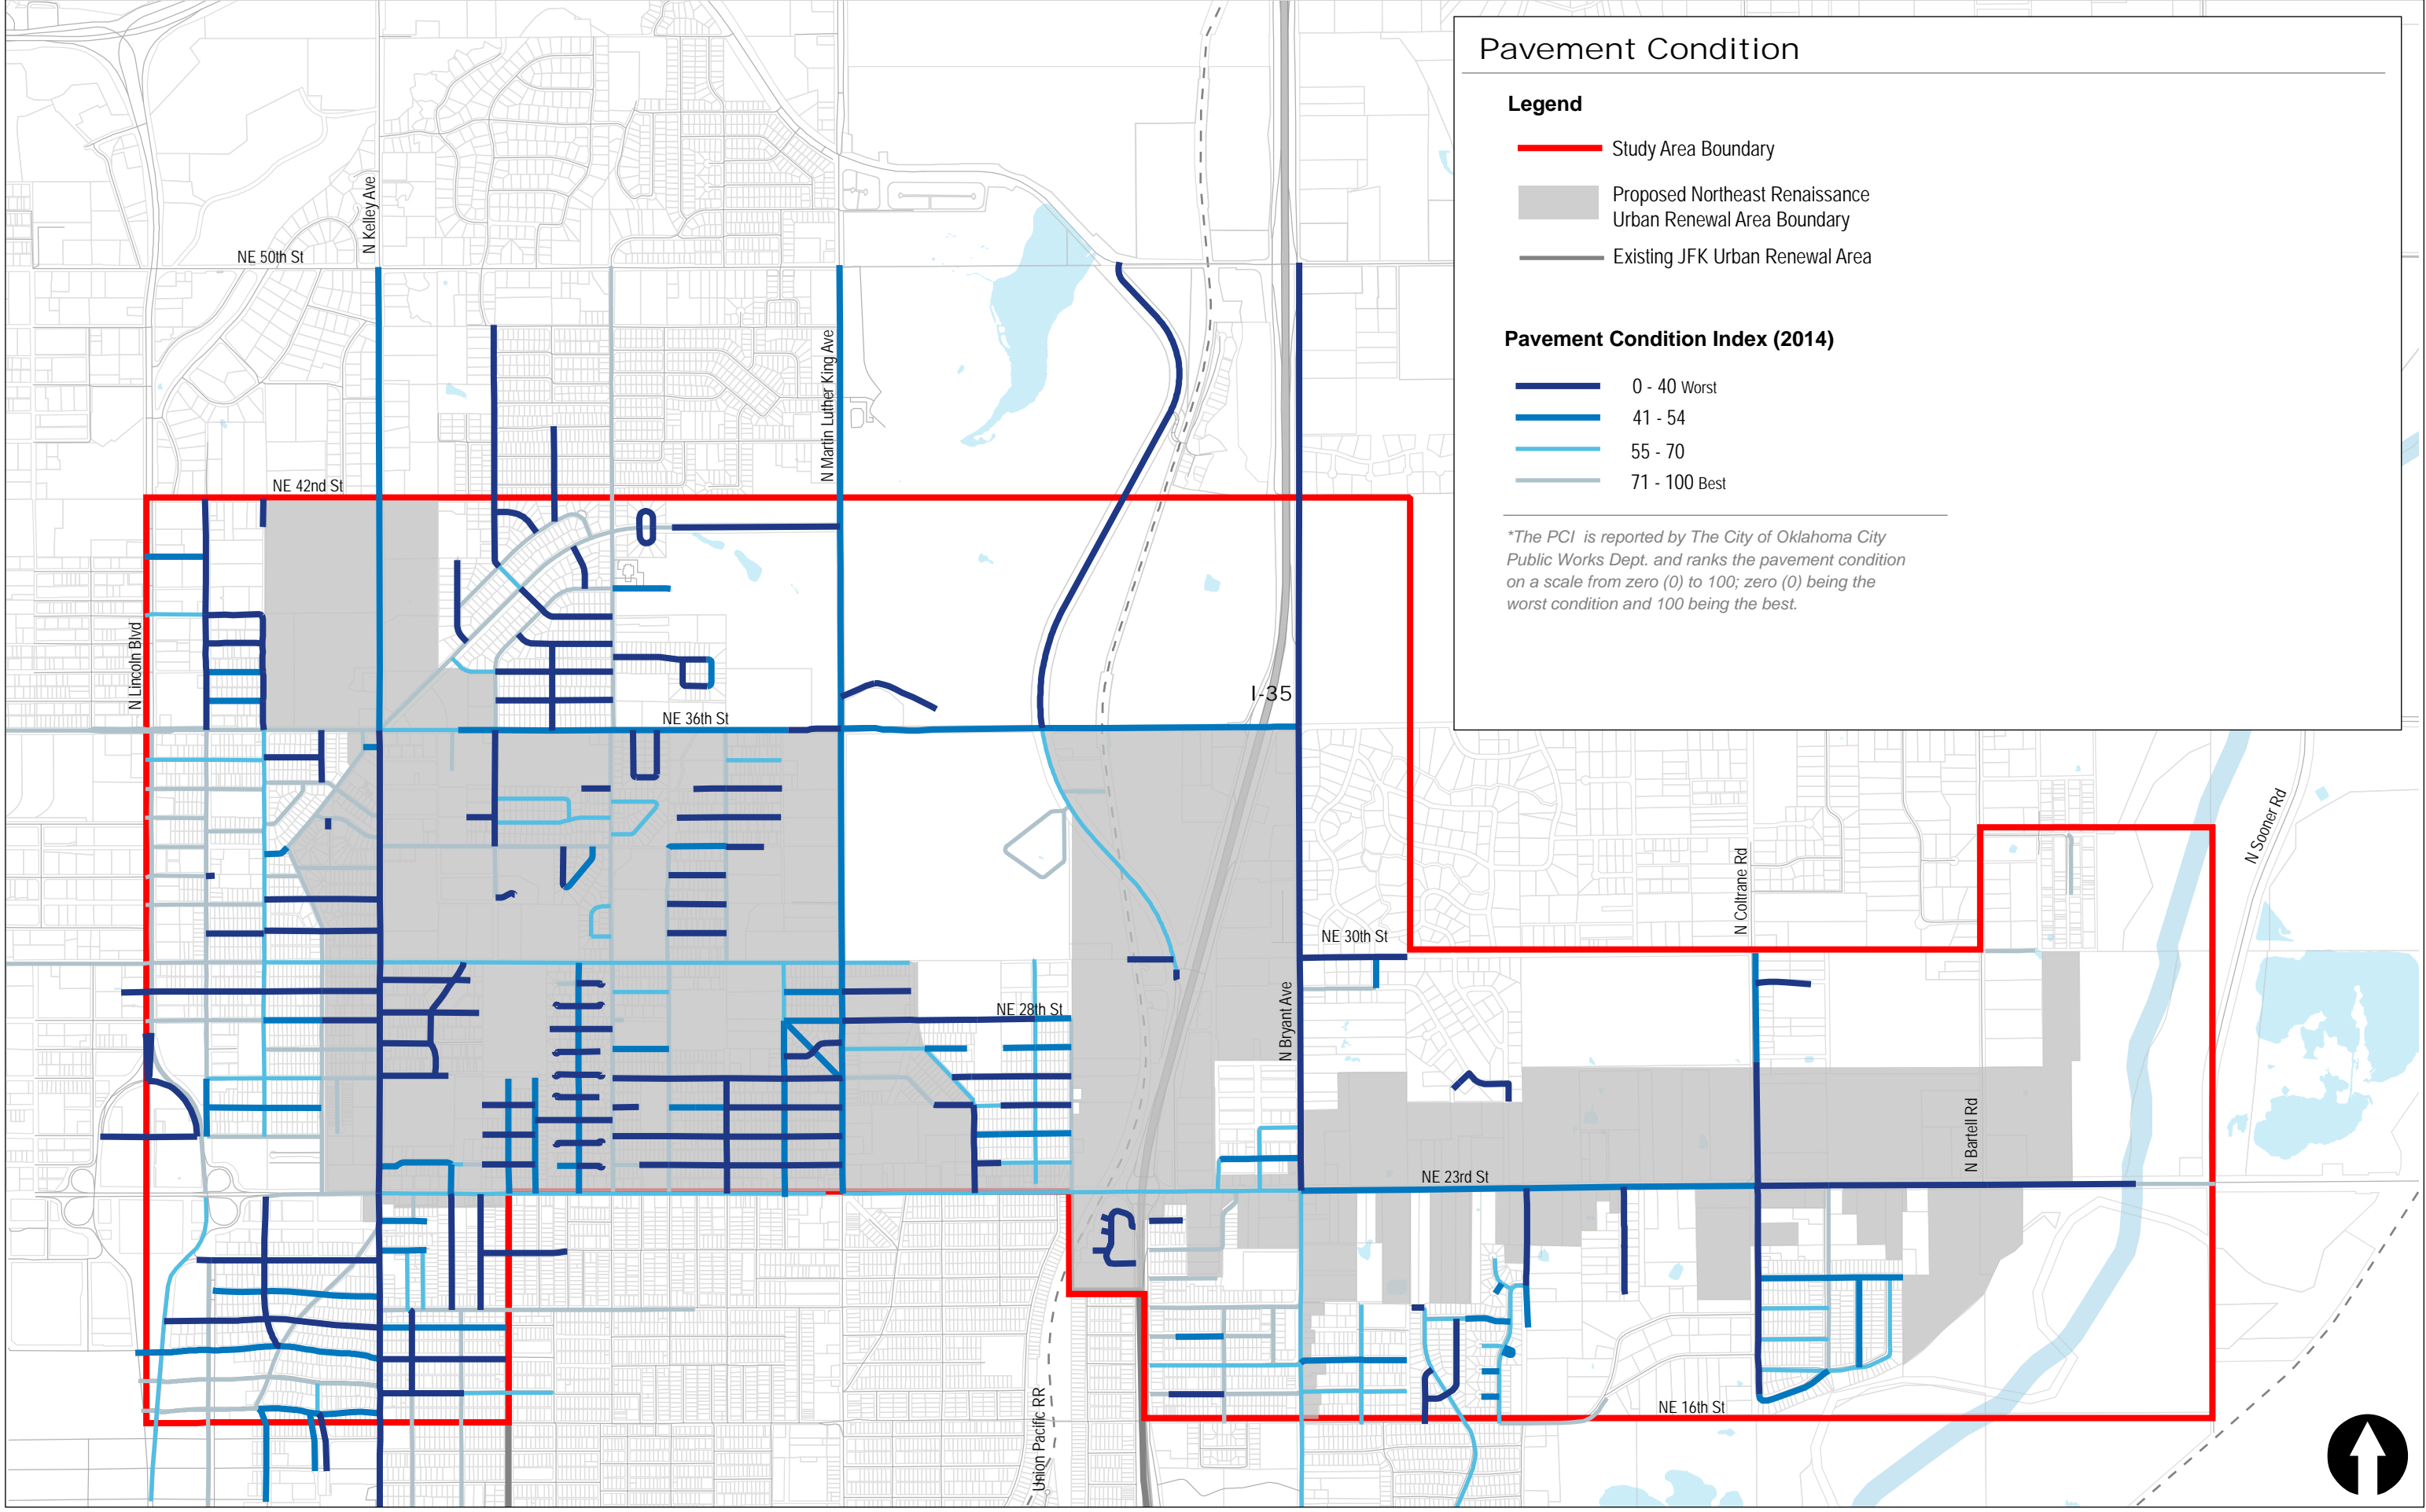 Pavement Condition
Legend
Study Area Boundary
Proposed Northeast Renaissance
Urban Renewal Area Boundary
Existing JFK Urban Renewal Area
Pavement Condition Index (2014)
0 - 40 Worst
41 - 54
55 - 70
71 - 100 Best
*The PCI is reported by The City of Oklahoma City
Public Works Dept. and ranks the pavement condition
on a scale from zero (0) to 100; zero (0) being the
worst condition and 100 being the best.
N Kelley Ave
NE 50th St
N Martin Luther King Ave
NE 42nd St
N Lincoln Blvd
I-35
NE 36th St
N Sooner Rd
N Coltrane Rd
NE 30th St
N Bryant Ave
NE 28th St
N Bartell Rd
NE 23rd St
Union Pacific RR
NE 16th St